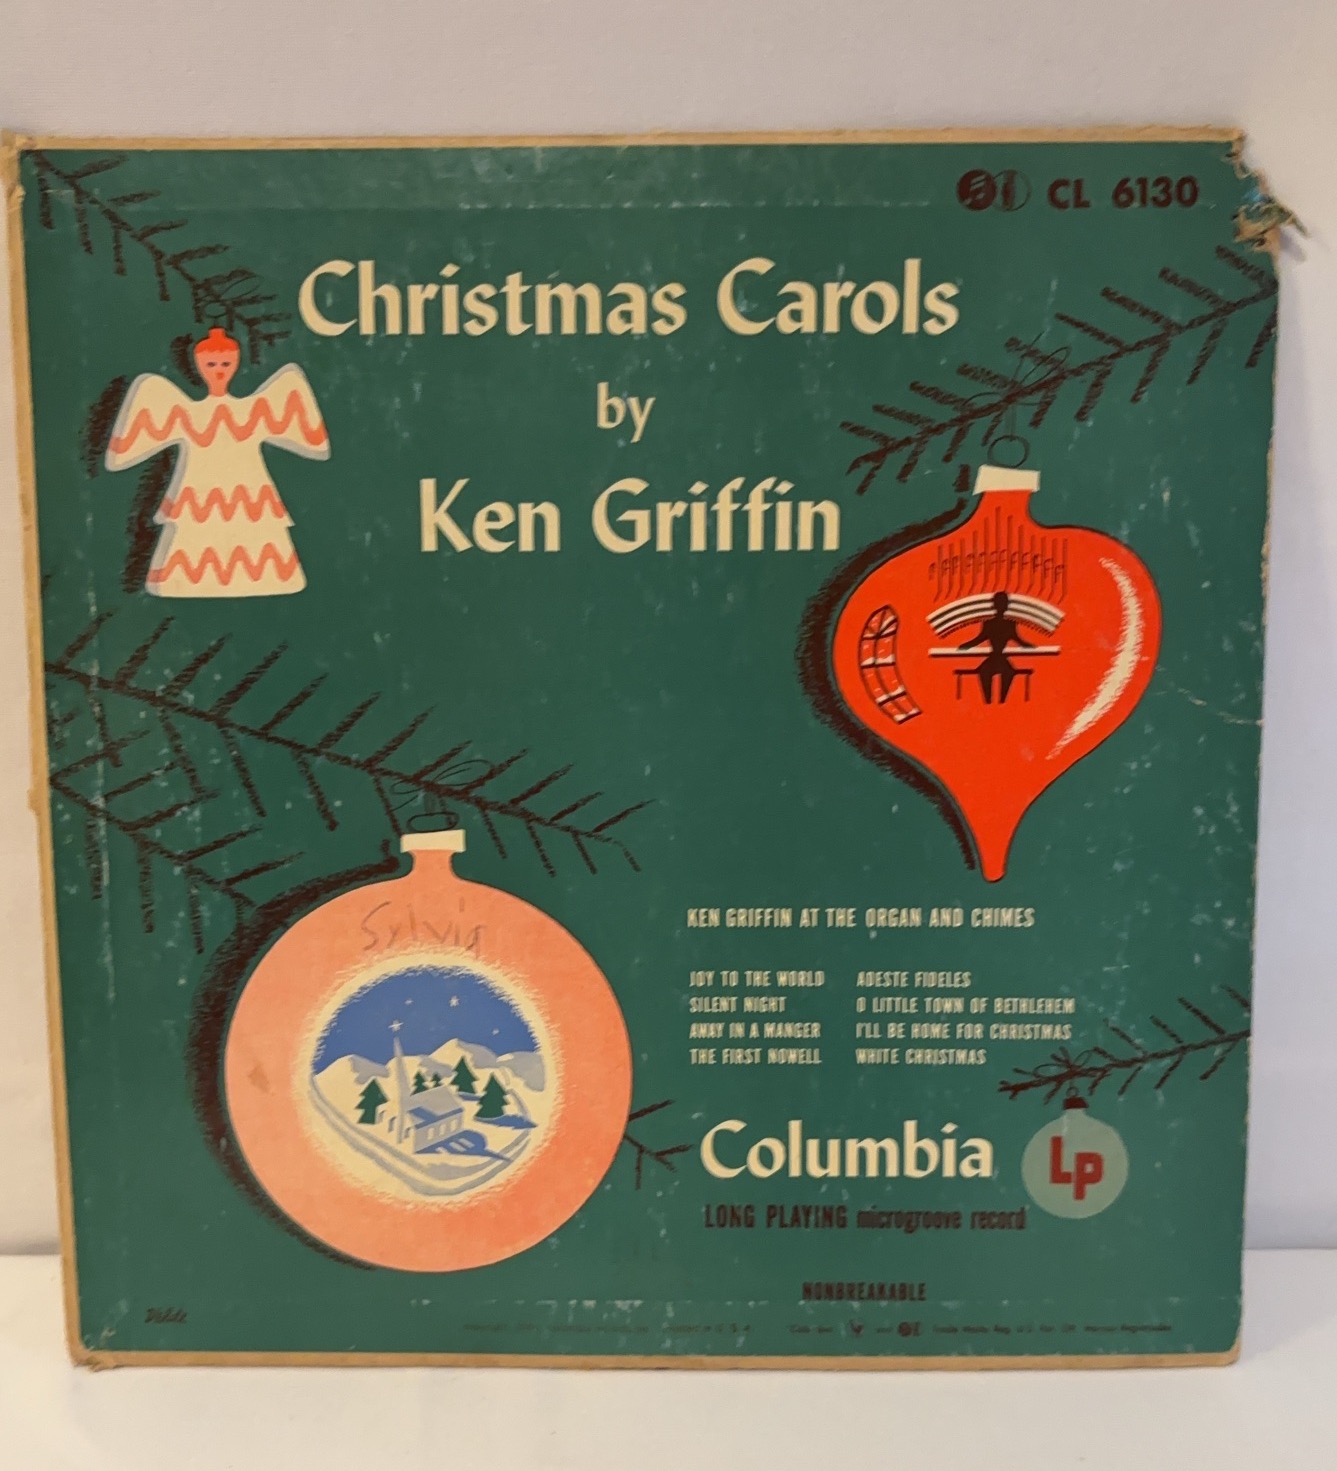 CL 6130
Christmas Carols
by
Ken Griffin
Sylvia
KEN GRIFFIN AT THE ORGAN AND CHIMES
JOY TO THE WORLD
SILENT NIGHT
AWAY IN A MANGER
THE FIRST NOWELL
ADESTE FIDELES
O LITTLE TOWN OF BETHLEHEM
I'LL BE HOME FOR CHRISTMAS
WHITE CHRISTMAS
Columbia
LP
LONG PLAYING microgroove record
NONBREAKABLE